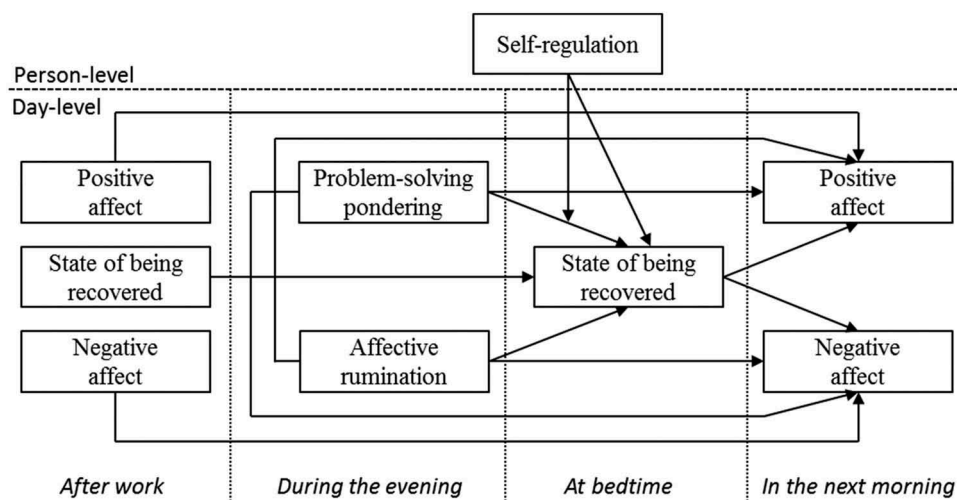 Self-regulation
Person-level
Day-level
Positive
affect
Problem-solving
pondering
Positive
affect
State of being
recovered
State of being
recovered
Negative
affect
Affective
rumination
Negative
affect
After work
During the evening
At bedtime
In the next morning